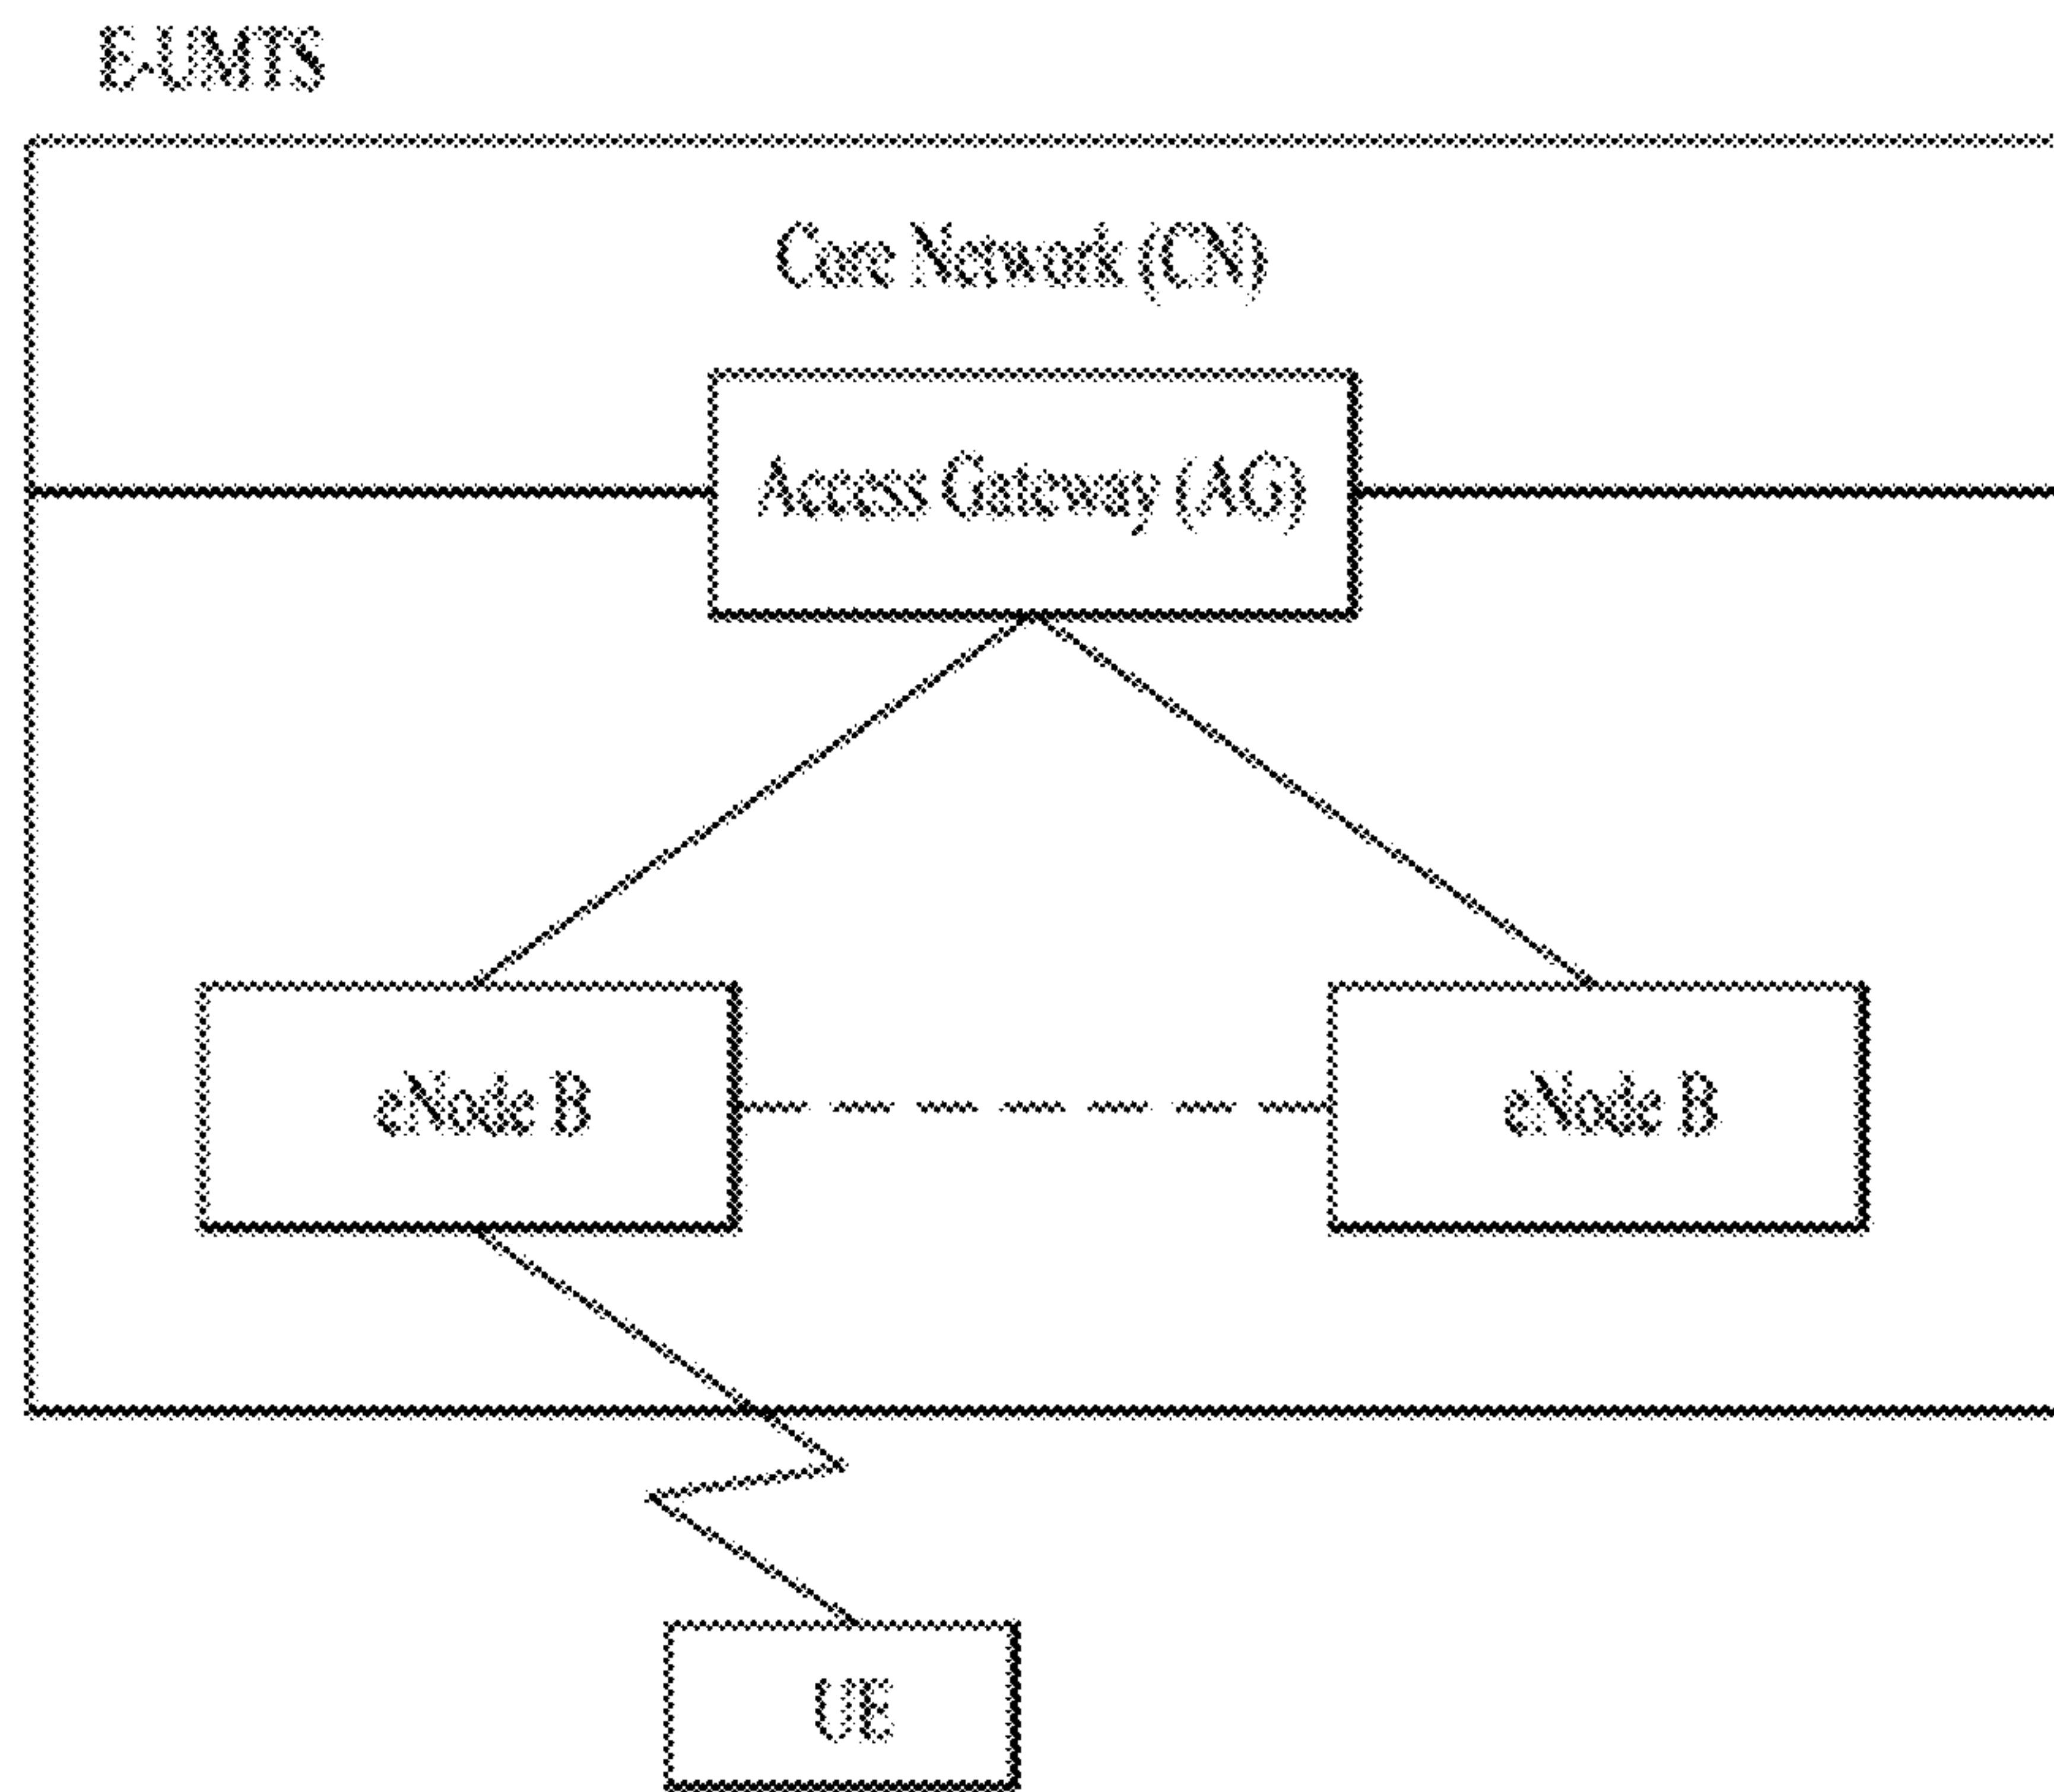 E-UMTS
Core Network (CN)
Access Gateway (AG)
eNode B
eNode B
UE